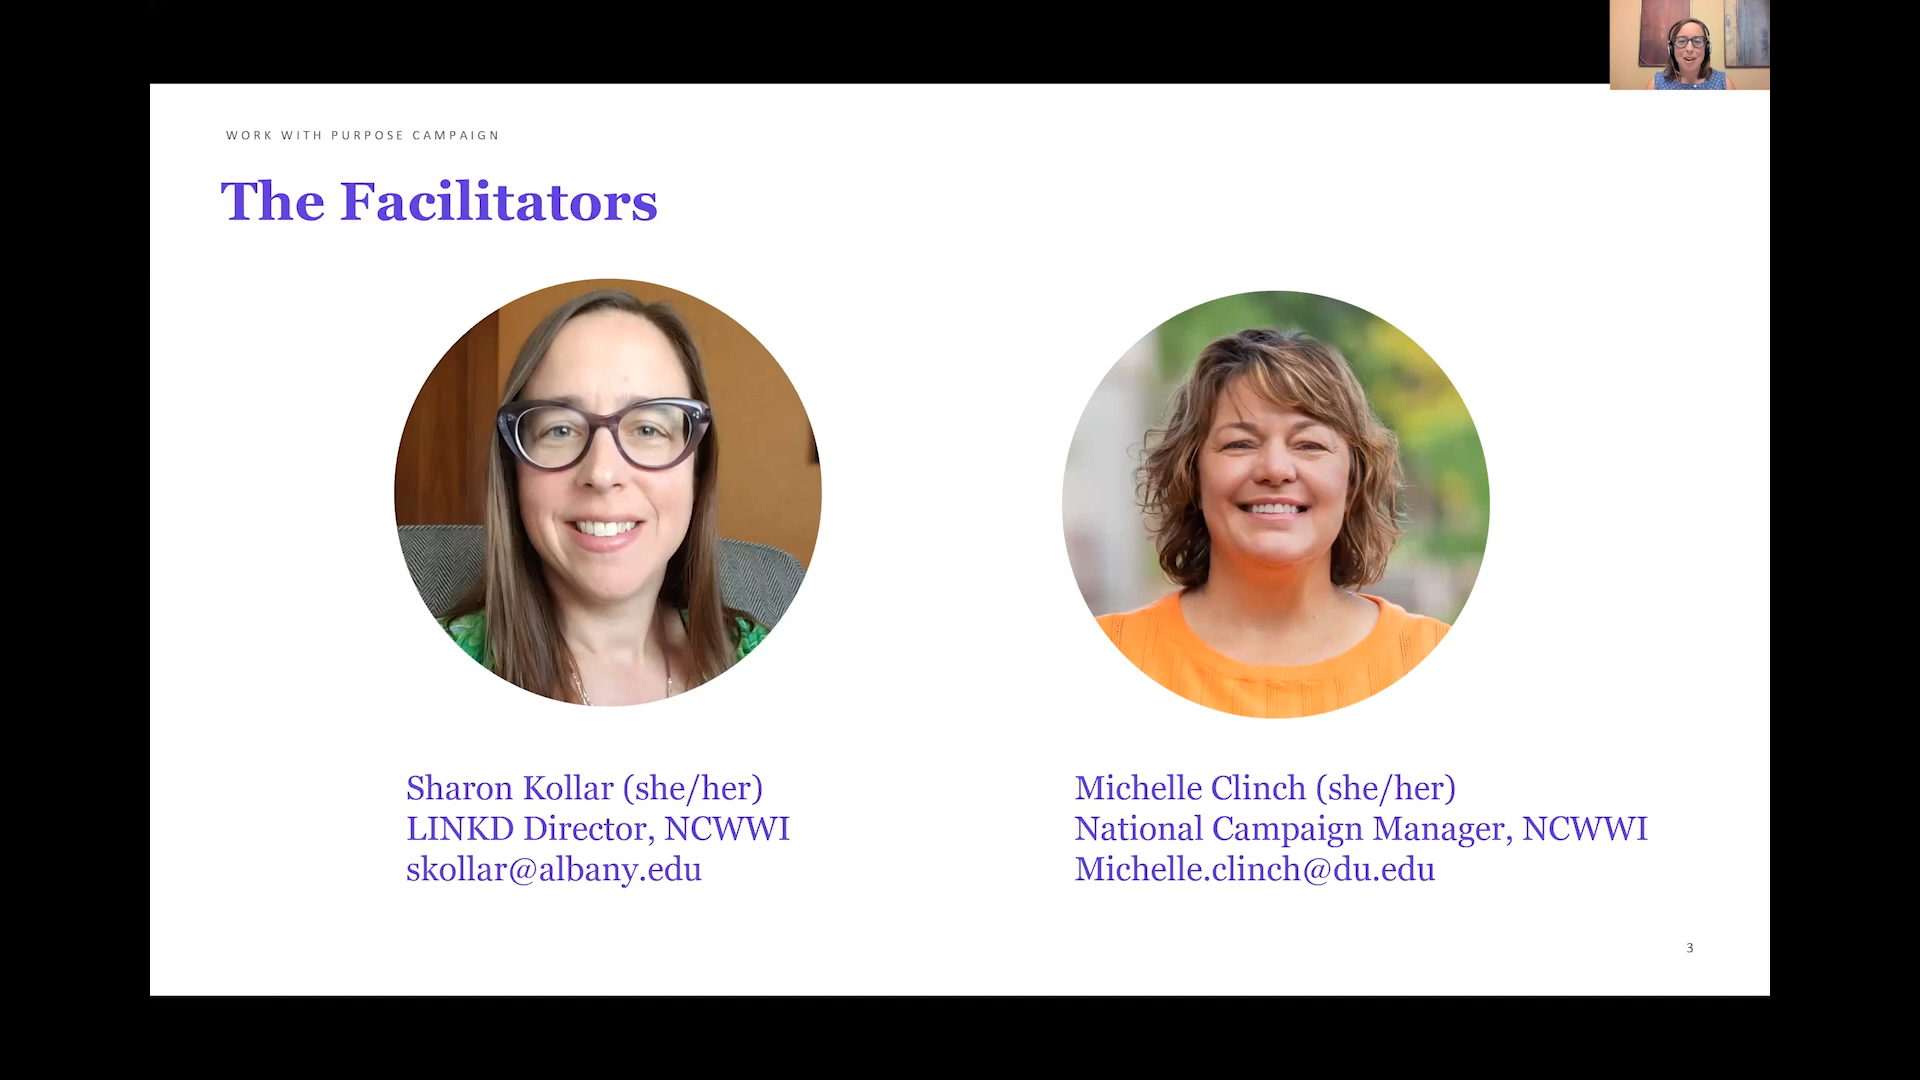 WORK WITH PURPOSE CAMPAIGN
The Facilitators
Sharon Kollar (she/her)
LINKD Director, NCWWI
skollar@albany.edu
Michelle Clinch (she/her)
National Campaign Manager, NCWWI
Michelle.clinch@du.edu
3